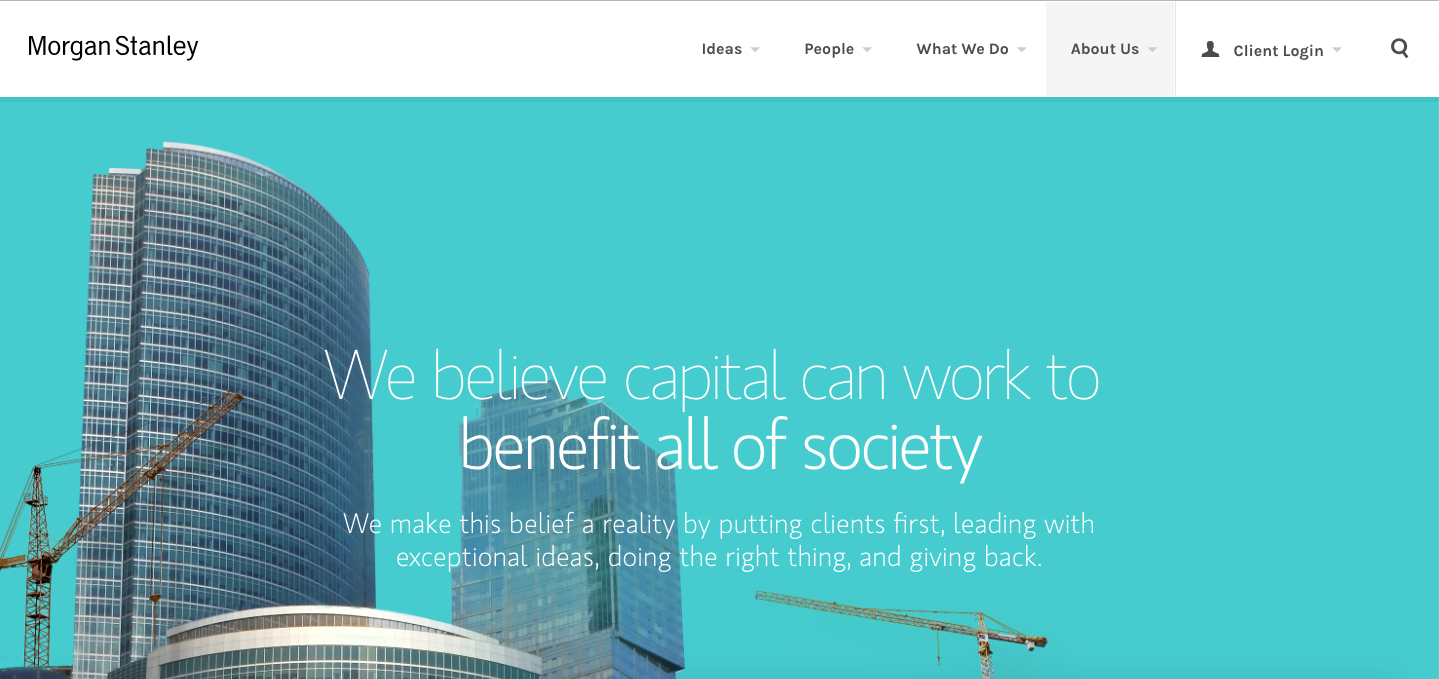 Morgan Stanley
Ideas
People
What We Do
About Us
Client Login
We believe capital can work to
benefit all of society
We make this belief a reality by putting clients first, leading with
exceptional ideas, doing the right thing, and giving back.